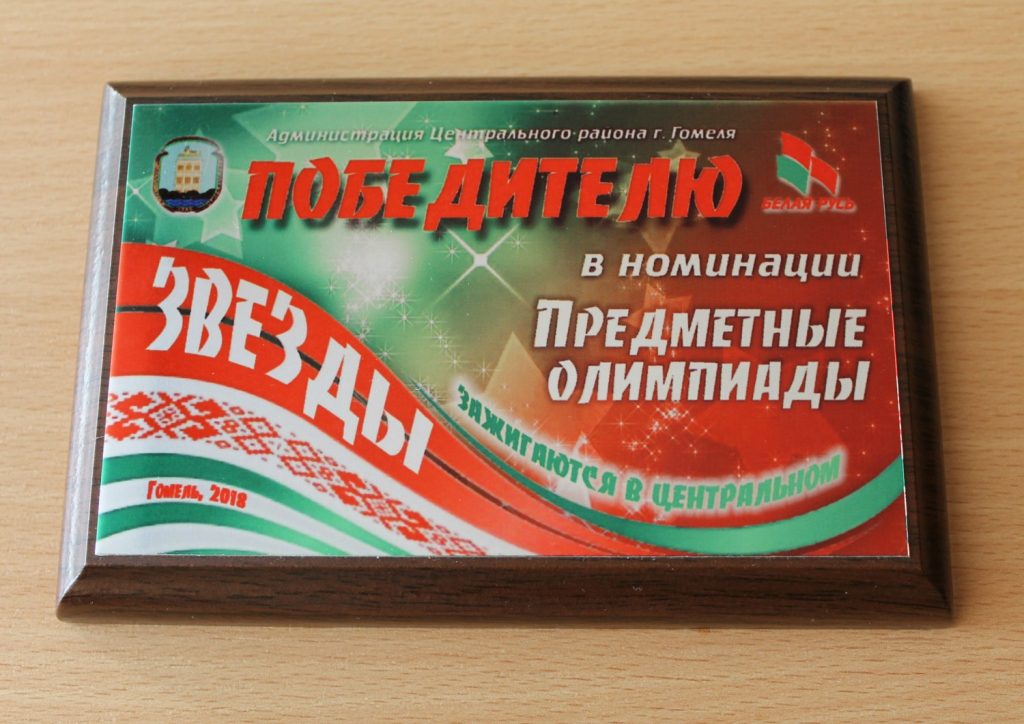 Администрация Центрального района г. Гомеля
ПОБЕДИТЕЛЮ
БЕЛАЯ РУСЬ
в номинации
ПРЕДМЕТНЫЕ
ОЛИМПИАДЫ
ЗВЕЗДЫ
ЗАЖИГАЮТСЯ В ЦЕНТРАЛЬНОМ
Гомель, 2018